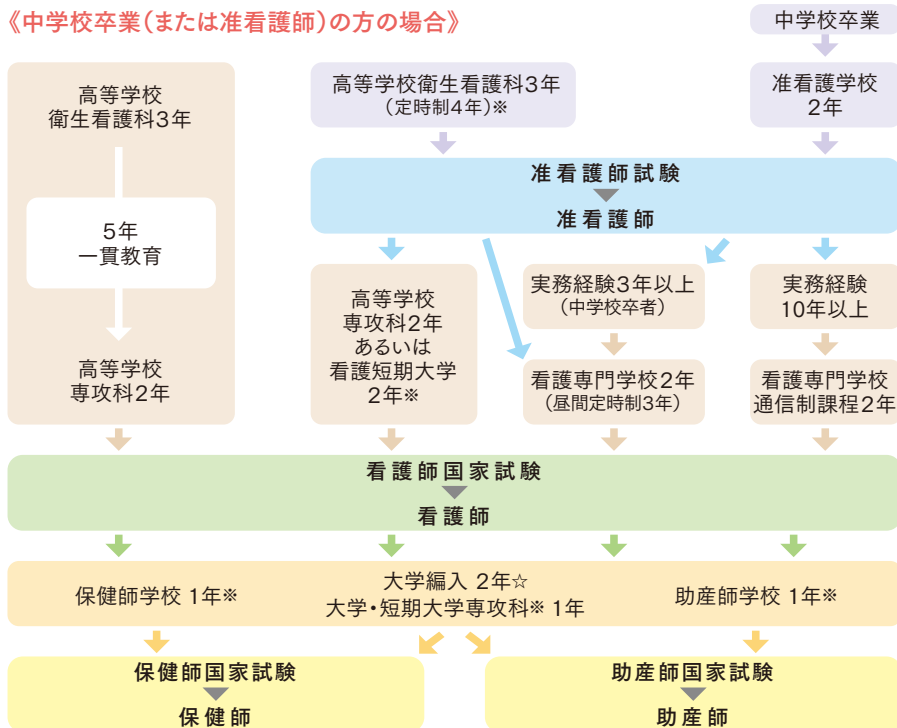 《中学校卒業(または准看護師)の方の場合》
中学校卒業
高等学校
衛生看護科3年
5年
一貫教育
高等学校
専攻科2年
高等学校衛生看護科3年
(定時制4年)※
准看護学校
2年
准看護師試験
准看護師
高等学校
専攻科2年
あるいは
看護短期大学
2年※
実務経験3年以上
(中学校卒者)
看護専門学校2年
(昼間定時制3年)
実務経験
10年以上
看護専門学校
通信制課程2年
看護師国家試験
看護師
保健師学校 1年※
大学編入 2年☆
大学・短期大学専攻科※ 1年
助産師学校 1年※
保健師国家試験
保健師
助産師国家試験
助産師